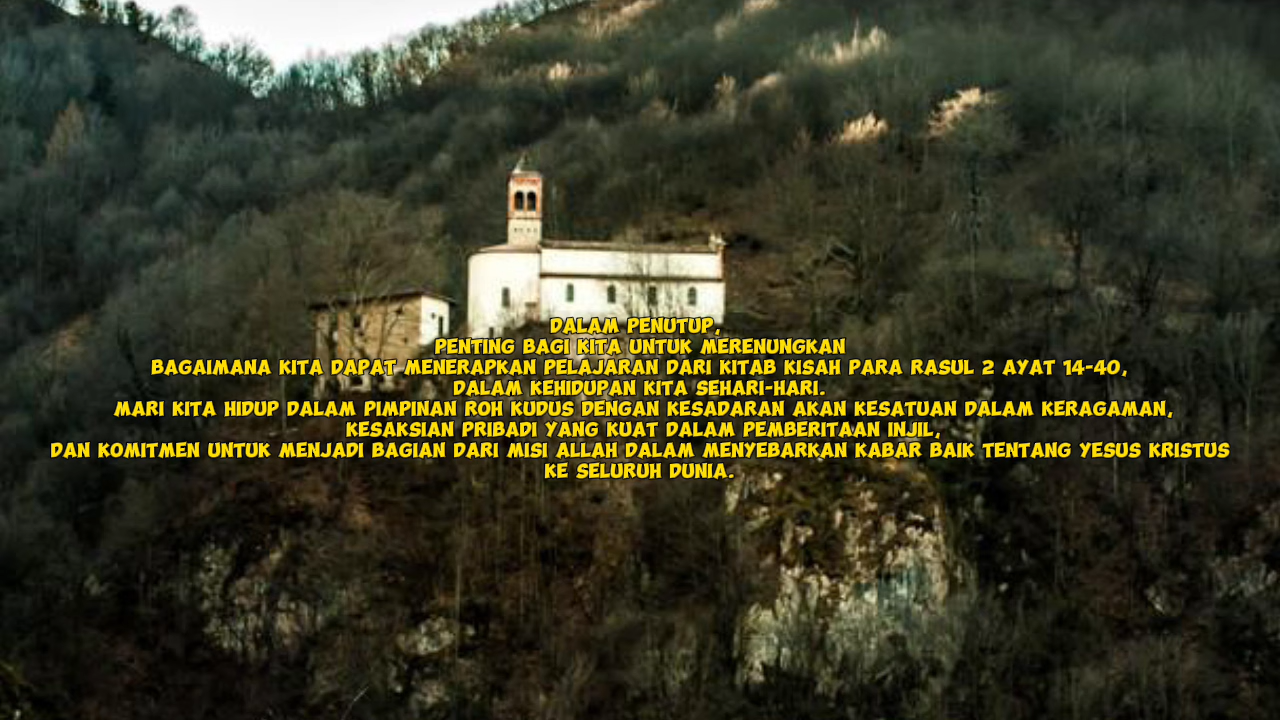 DALAM PENUTUP,
PENTING BAGI KITA UNTUK MERENUNGKAN
BAGAIMANA KITA DAPAT MENERAPKAN PELAJARAN DARI KITAB KISAH PARA RASUL 2 AYAT 14-40,
DALAM KEHIDUPAN KITA SEHARI-HARI.
MARI KITA HIDUP DALAM PIMPINAN ROH KUDUS DENGAN KESADARAN AKAN KESATUAN DALAM KERAGAMAN,
KESAKSIAN PRIBADI YANG KUAT DALAM PEMBERITAAN INJIL,
DAN KOMITMEN UNTUK MENJADI BAGIAN DARI MISI ALLAH DALAM MENYEBARKAN KABAR BAIK TENTANG YESUS KRISTUS
KE SELURUH DUNIA.